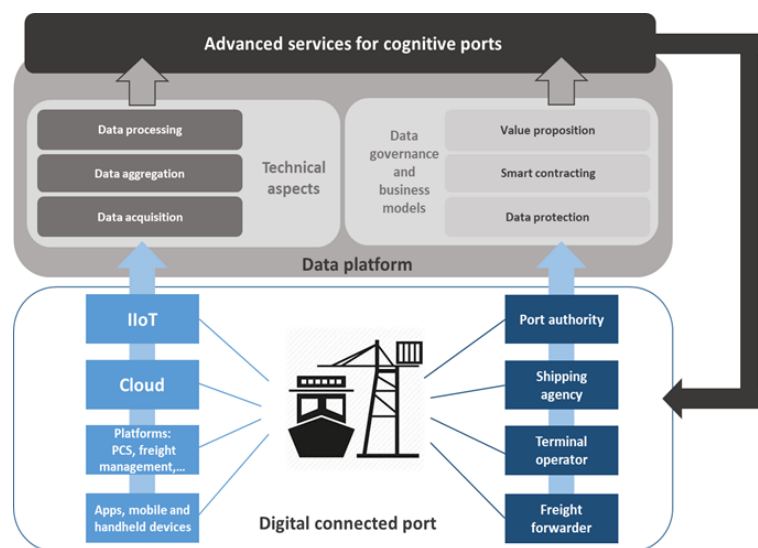 Advanced services for cognitive ports
Data processing
Data aggregation
Data acquisition
Technical
aspects
Data
governance
and
business
models
Value proposition
Smart contracting
Data protection
Data platform
IIoT
Cloud
Platforms:
PCS, freight
management,...
Apps, mobile and
handheld devices
Port authority
Shipping
agency
Terminal
operator
Freight
forwarder
Digital connected port